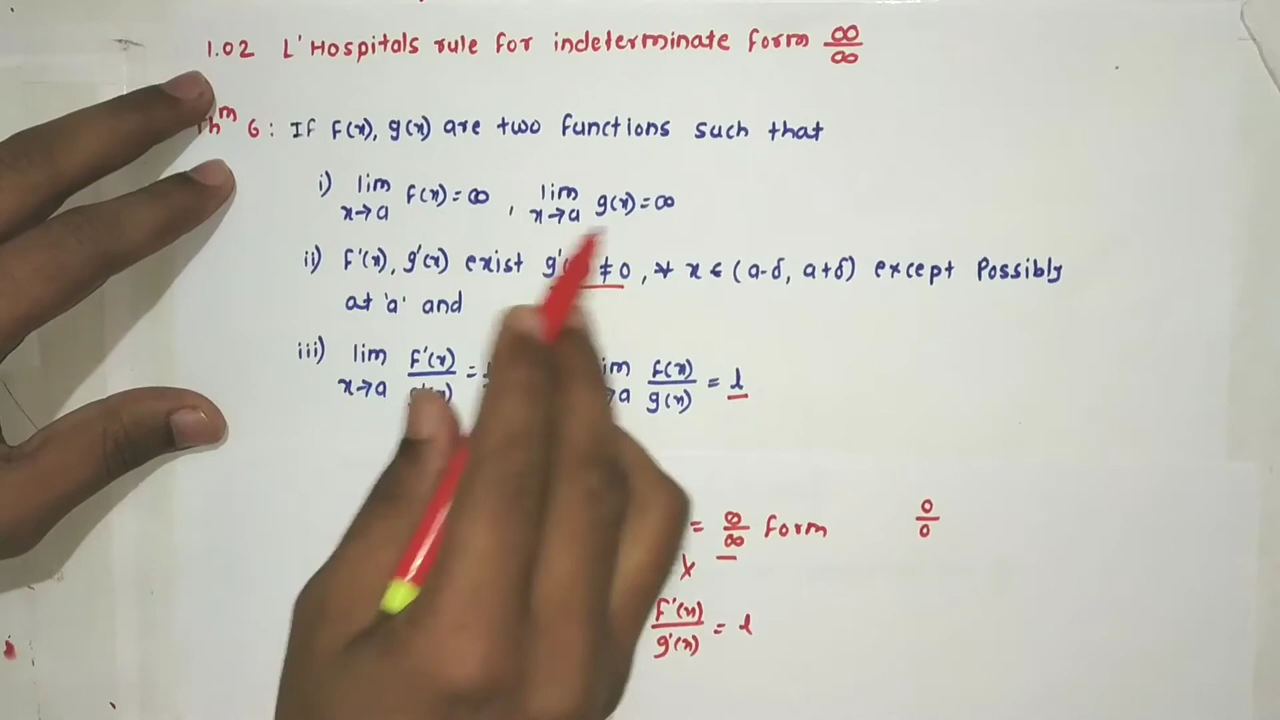 1.02 L'Hospitals rule for indeterminate form ∞/∞
Thᵐ 6: If f(x), g(x) are two functions such that
i) lim x→a f(x) = ∞, lim x→a g(x) = ∞
ii) f'(x), g'(x) exist ≠ 0, ∀ x ∈ (a-δ, a+δ) except possibly
at 'a' and
iii) lim x→a f'(x)/g'(x) = f(x)/g(x) = l
= ∞/∞ form 0/0
f'(x)/g'(x) = l